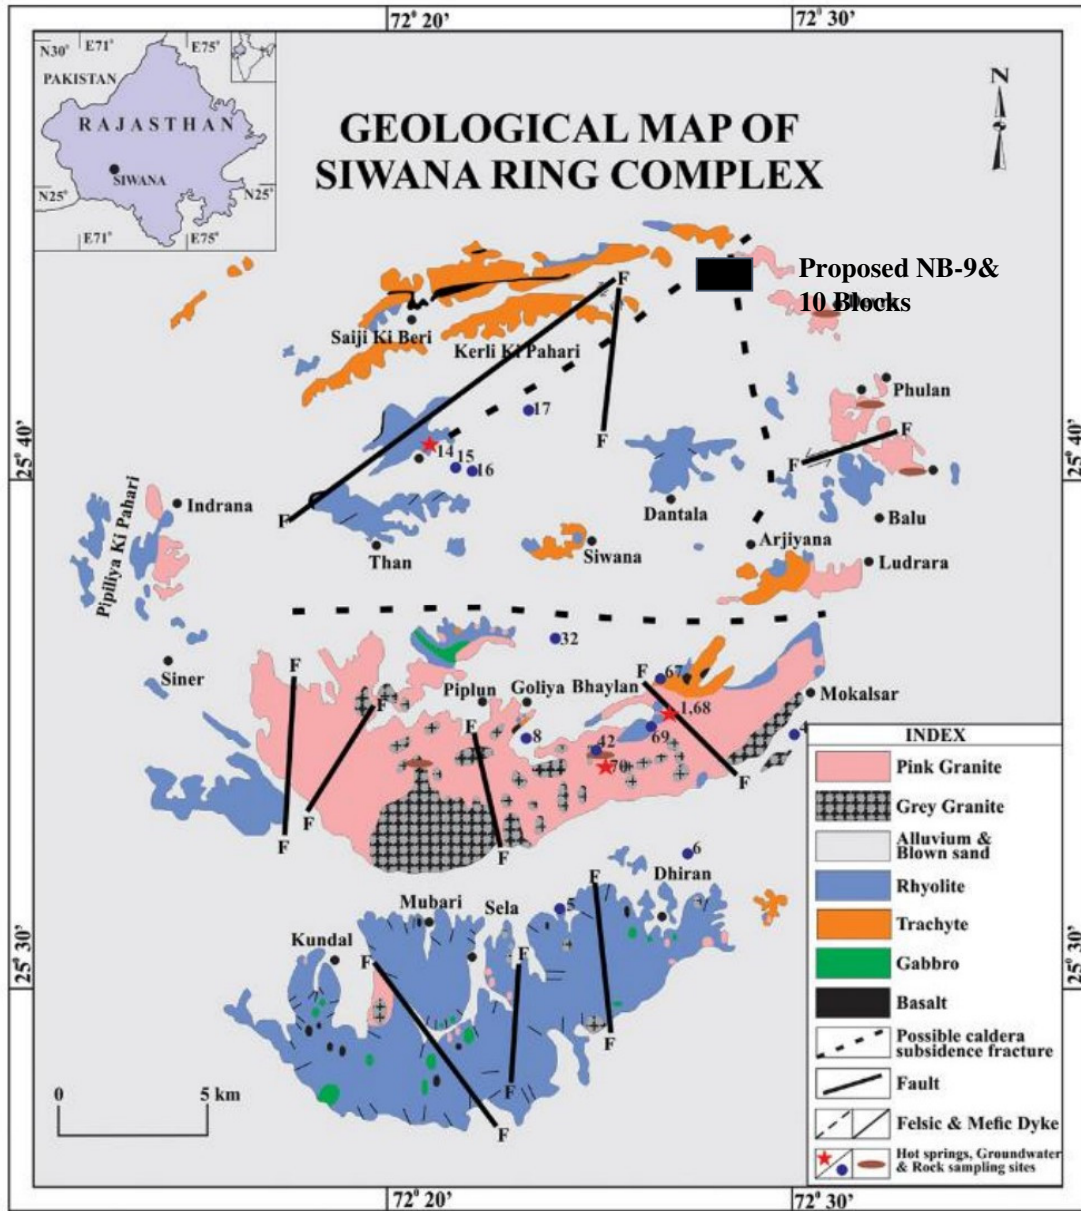 72° 20'
72° 30'
N30°
E71°
E75°
PAKISTAN
RAJASTHAN
SIWANA
N25°
N25°
E71°
E75°
N
GEOLOGICAL MAP OF
SIWANA RING COMPLEX
Proposed NB-9&
10 Blocks
F
Saiji Ki Beri
Kerli Ki Pahari
Phulan
17
F
F
25° 40'
14
15
16
F
25° 40'
Indrana
F
Dantala
Balu
Pipiliya Ki Pahari
Than
Siwana
Arjiyana
Ludrara
32
Siner
F
F
67
Piplun
Goliya
Bhaylan
Mokalsar
F
1,68
F
8
69
4
42
70
F
F
F
F
F
6
Dhiran
Mubari
Sela
5
Kundal
F
F
25° 30'
25° 30'
F
F
F
0
5 km
INDEX
Pink Granite
Grey Granite
Alluvium &
Blown sand
Rhyolite
Trachyte
Gabbro
Basalt
Possible caldera
subsidence fracture
Fault
Felsic & Mefic Dyke
Hot springs, Groundwater
& Rock sampling sites
72° 20'
72° 30'